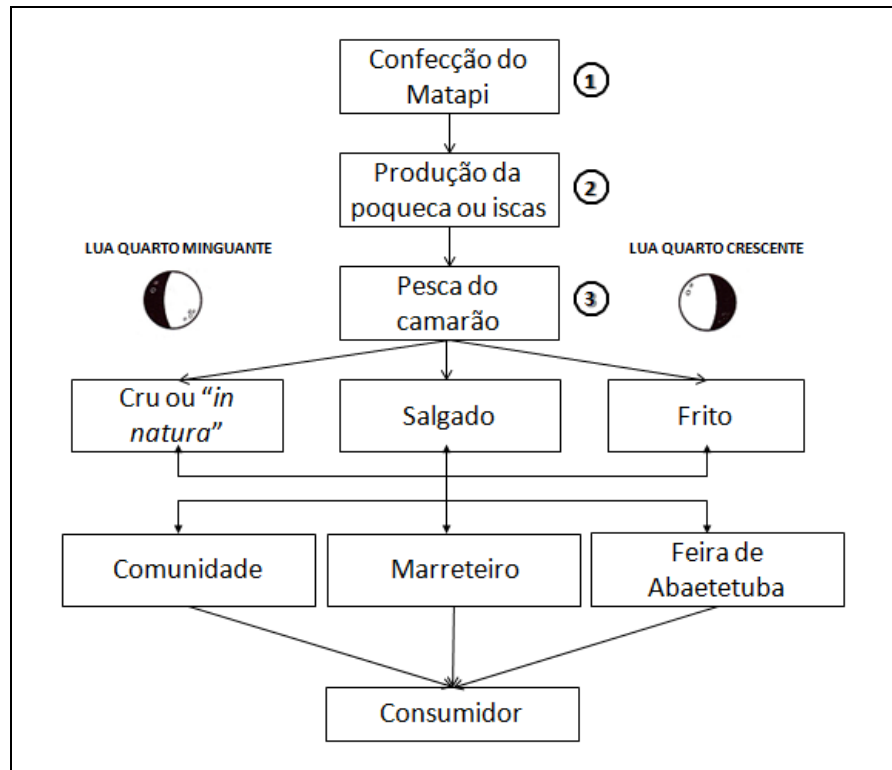 Confecção do
Matapi
1
Produção da
poqueca ou iscas
2
LUA QUARTO MINGUANTE
LUA QUARTO CRESCENTE
Pesca do
camarão
3
Cru ou “in
natura”
Salgado
Frito
Comunidade
Marreteiro
Feira de
Abaetetuba
Consumidor